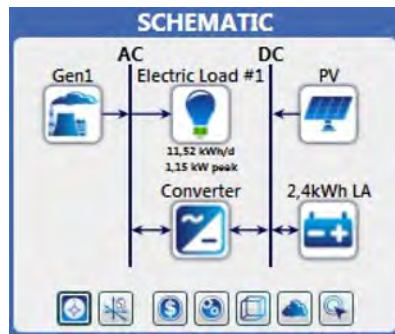 SCHEMATIC
AC DC
Gen1 Electric Load #1 PV
11,52 kWh/d
1,15 kW peak
Converter 2,4kWh LA